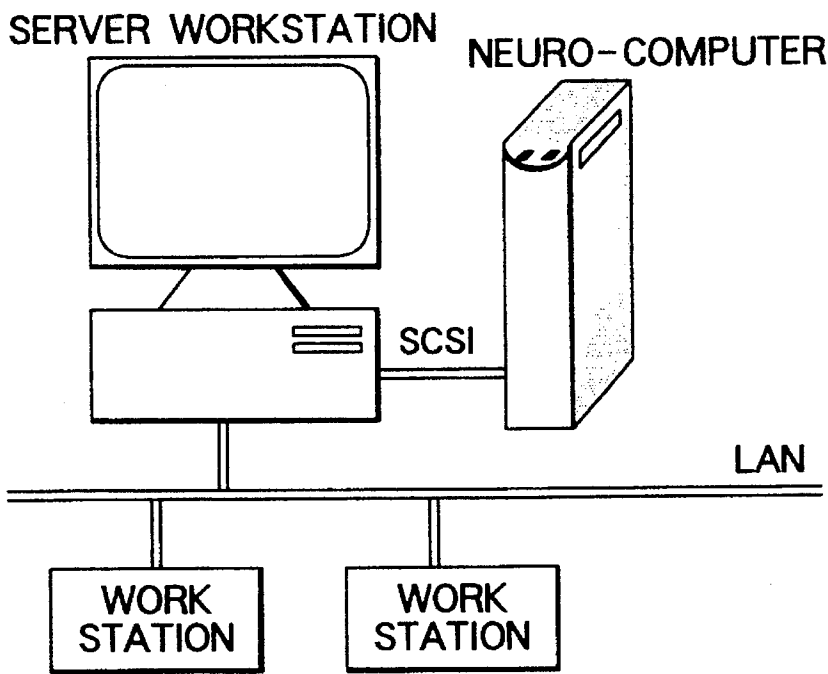 SERVER WORKSTATION
NEURO-COMPUTER
SCSI
LAN
WORK
STATION
WORK
STATION